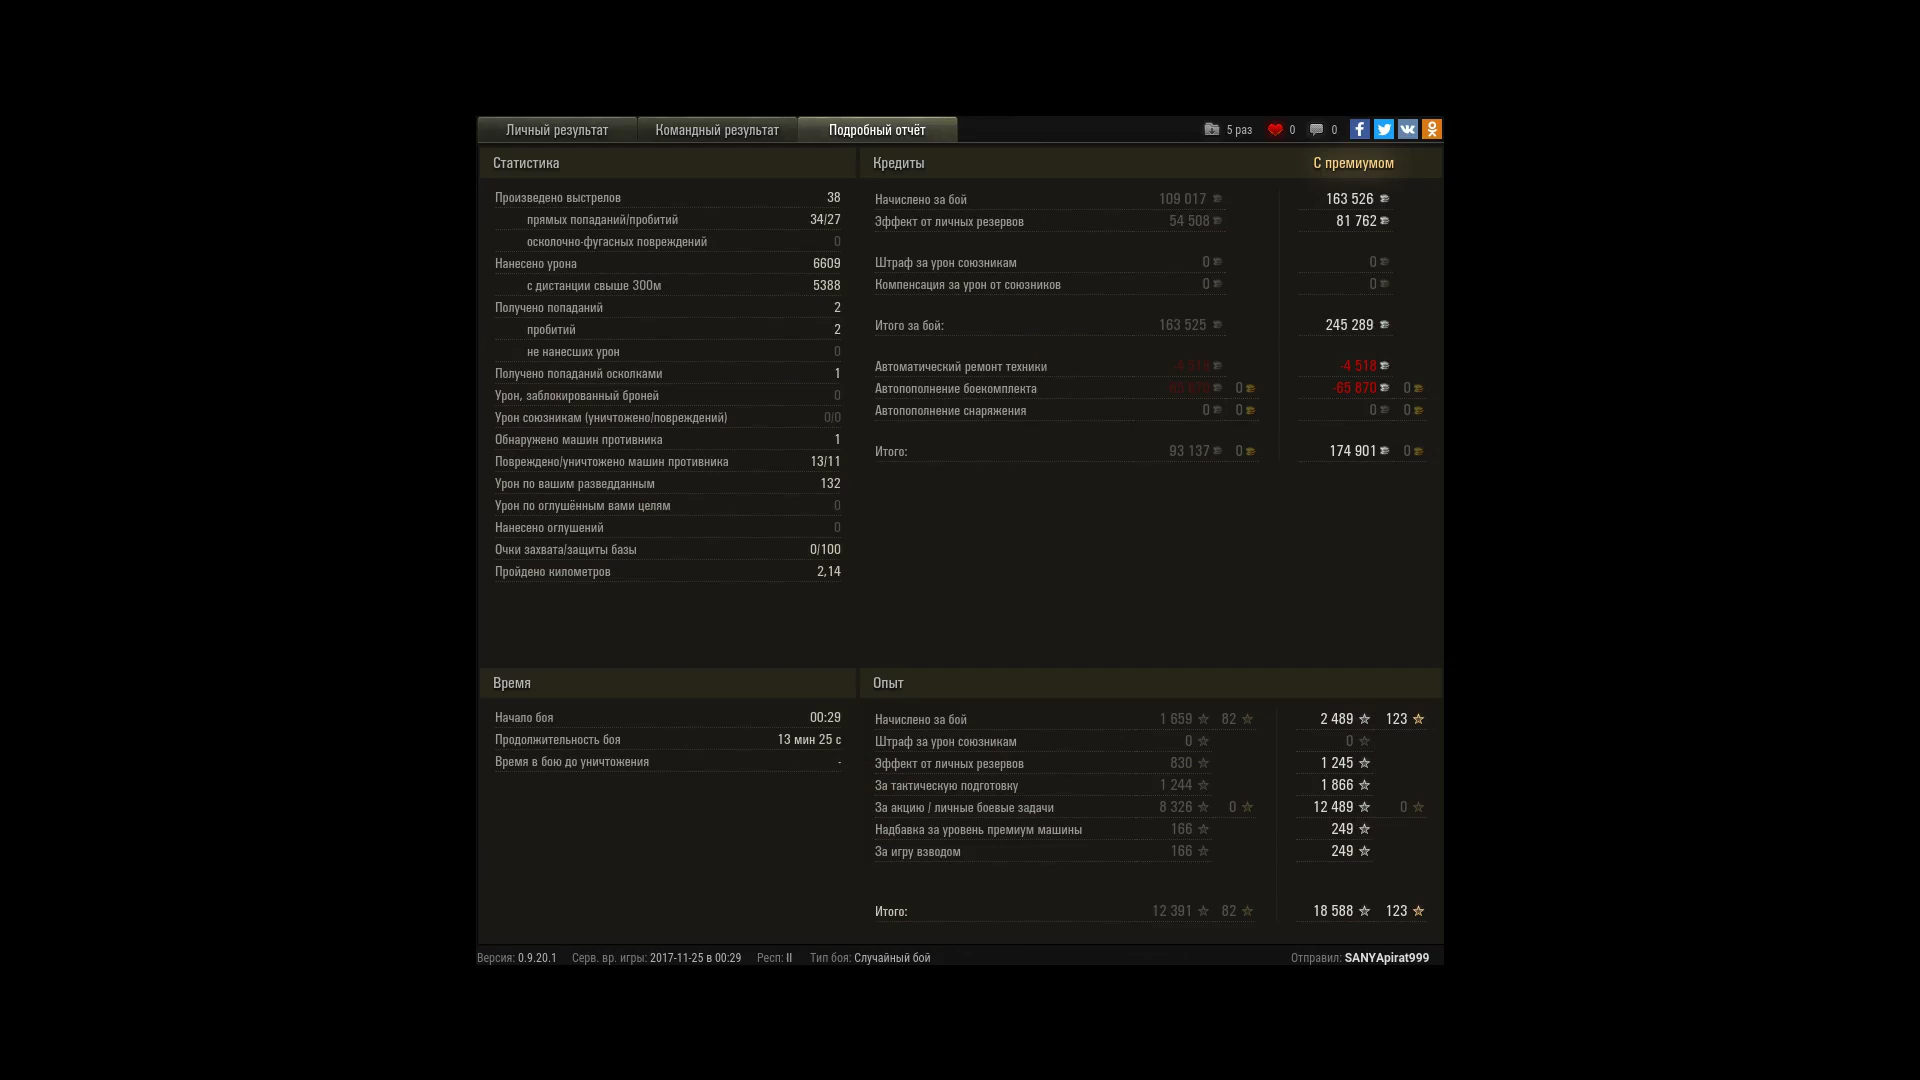 Личный результат Командный результат Подробный отчёт 5 раз 0 0
Статистика
Произведено выстрелов 38
прямых попаданий/пробитий 34/27
осколочно-фугасных повреждений 0
Нанесено урона 6609
с дистанции свыше 300м 5388
Получено попаданий 2
пробитий 2
не нанесших урон 0
Получено попаданий осколками 1
Урон, заблокированный броней 0
Урон союзникам (уничтожено/повреждений) 0/0
Обнаружено машин противника 1
Повреждено/уничтожено машин противника 13/11
Урон по вашим разведданным 132
Урон по оглушённым вами целям 0
Нанесено оглушений 0
Очки захвата/защиты базы 0/100
Пройдено километров 2,14
Кредиты С премиумом
Начислено за бой 109 017 163 526
Эффект от личных резервов 54 508 81 762
Штраф за урон союзникам 0 0
Компенсация за урон от союзников 0 0
Итого за бой: 163 525 245 289
Автоматический ремонт техники -4 518 -4 518
Автопополнение боекомплекта -65 870 0 -65 870 0
Автопополнение снаряжения 0 0 0 0
Итого: 93 137 0 174 901 0
Время
Начало боя 00:29
Продолжительность боя 13 мин 25 с
Время в бою до уничтожения -
Опыт
Начислено за бой 1 659 82 2 489 123
Штраф за урон союзникам 0 0
Эффект от личных резервов 830 1 245
За тактическую подготовку 1 244 1 866
За акцию / личные боевые задачи 8 326 0 12 489 0
Надбавка за уровень премиум машины 166 249
За игру взводом 166 249
Итого: 12 391 82 18 588 123
Версия: 0.9.20.1 Серв. вр. игры: 2017-11-25 в 00:29 Респ: II Тип боя: Случайный бой Отправил: SANYApirat999